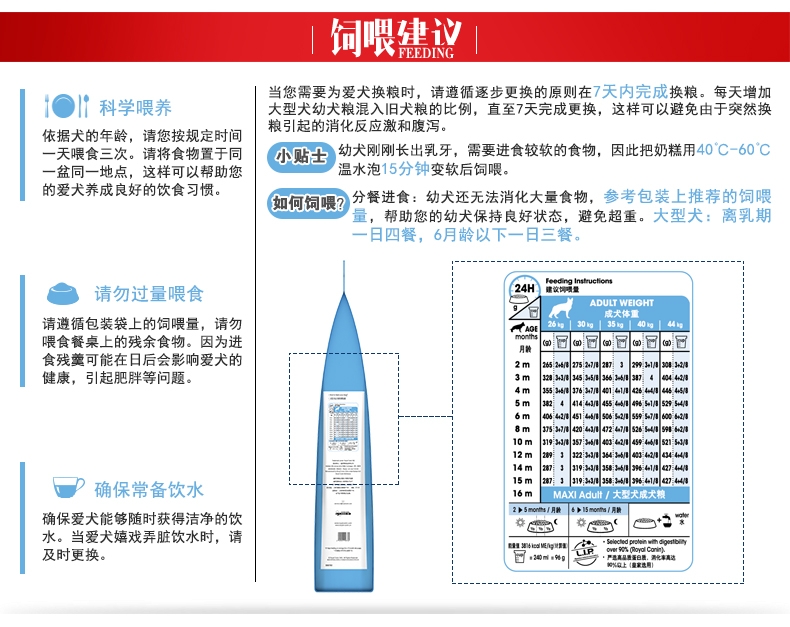 饲喂建议
FEEDING
科学喂养
依据犬的年龄，请您按规定时间
一天喂食三次。请将食物置于同
一盆同一地点，这样可以帮助您
的爱犬养成良好的饮食习惯。
请勿过量喂食
请遵循包装袋上的饲喂量，请勿
喂食餐桌上的残余食物。因为进
食残羹可能在日后会影响爱犬的
健康，引起肥胖等问题。
确保常备饮水
确保爱犬能够随时获得洁净的饮
水。当爱犬嬉戏弄脏饮水时，请
及时更换。
当您需要为爱犬换粮时，请遵循逐步更换的原则在7天内完成换粮。每天增加
大型犬幼犬粮混入旧犬粮的比例，直至7天完成更换，这样可以避免由于突然换
粮引起的消化反应激和腹泻。
小贴士
幼犬刚刚长出乳牙，需要进食较软的食物，因此把奶糕用40℃-60℃
温水泡15分钟变软后饲喂。
如何饲喂?
分餐进食：幼犬还无法消化大量食物，参考包装上推荐的饲喂
量，帮助您的幼犬保持良好状态，避免超重。大型犬：离乳期
一日四餐，6月龄以下一日三餐。
24H
g
Feeding Instructions
建议饲喂量
ADULT WEIGHT
成犬体重
26 kg 30 kg 35 kg 40 kg 44 kg
AGE
months
月龄
(g) (g) (g) (g) (g)
2 m 265 2+6/8 275 2+7/8 287 3 299 3+1/8 308 3+2/8
3 m 328 3+3/8 345 3+5/8 366 3+6/8 387 4 404 4+2/8
4 m 355 3+6/8 376 3+7/8 401 4+1/8 426 4+4/8 446 4+5/8
5 m 382 4 414 4+3/8 455 4+6/8 496 5+1/8 529 5+4/8
6 m 406 4+2/8 451 4+6/8 506 5+2/8 559 5+7/8 600 6+2/8
8 m 375 3+7/8 420 4+3/8 472 4+7/8 526 5+4/8 598 6+2/8
10 m 319 3+3/8 357 3+6/8 403 4+2/8 459 4+6/8 521 5+3/8
12 m 289 3 322 3+3/8 364 3+6/8 403 4+2/8 434 4+4/8
14 m 287 3 319 3+3/8 358 3+6/8 396 4+1/8 427 4+4/8
15 m 287 3 319 3+3/8 358 3+6/8 396 4+1/8 427 4+4/8
16 m MAXI Adult / 大型犬成犬粮
2 ▶ 5 months / 月龄
6 ▶ 15 months / 月龄
water
水
能量值 3816 kcal ME/kg(计算值)
= 240 ml = 96 g
L.I.P.
• Selected protein with digestibility
over 90% (Royal Canin).
• 严选高品质蛋白质，消化率高达
90%以上（皇家选用）